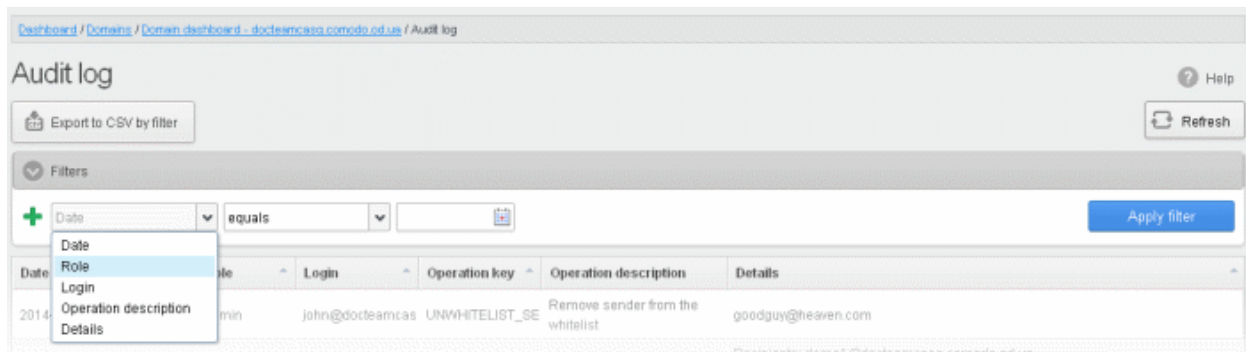 Dashboard / Domains / Domain dashboard - docteamcasg.comodo.od.ua / Audit log
Audit log
Help
Export to CSV by filter
Refresh
Filters
Date
equals
Apply filter
Date
Role
Login
Operation description
Details
Date
Login
Operation key
Operation description
Details
2014
min
john@docteamcas
UNWHITELIST_SE
Remove sender from the
whitelist
goodguy@heaven.com